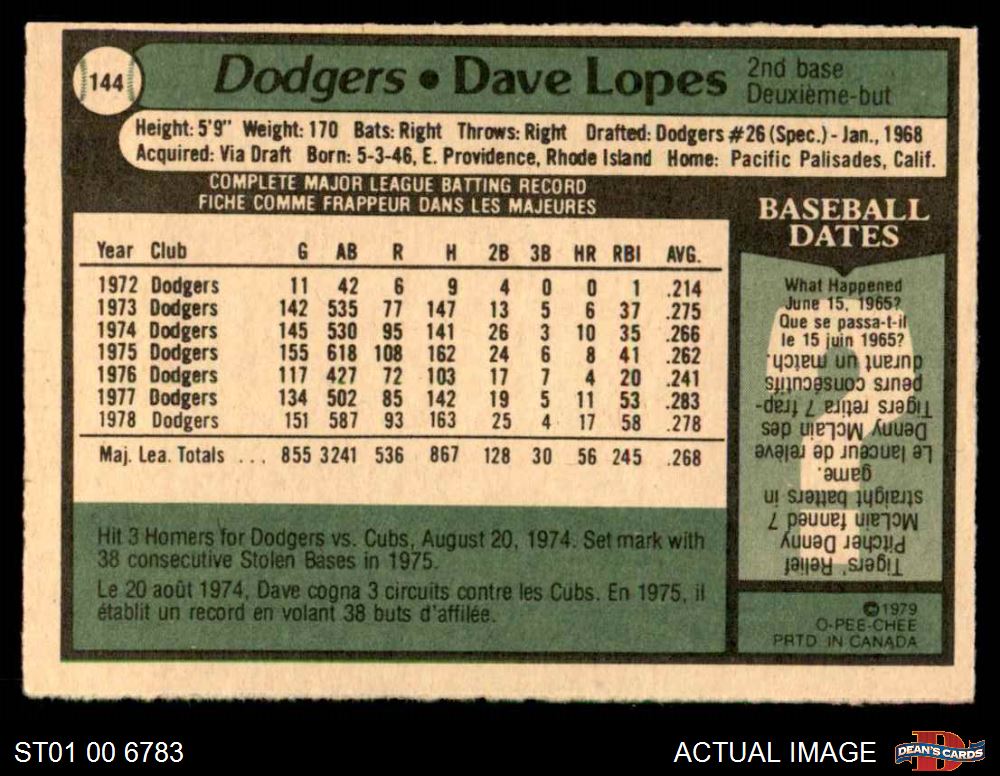 144
Dodgers • Dave Lopes
2nd base
Deuxième-but
Height: 5'9" Weight: 170 Bats: Right Throws: Right Drafted: Dodgers #26 (Spec.) - Jan., 1968
Acquired: Via Draft Born: 5-3-46, E. Providence, Rhode Island Home: Pacific Palisades, Calif.
COMPLETE MAJOR LEAGUE BATTING RECORD
FICHE COMME FRAPPEUR DANS LES MAJEURES
Year Club G AB R H 2B 3B HR RBI AVG.
1972 Dodgers 11 42 6 9 4 0 0 1 .214
1973 Dodgers 142 535 77 147 13 5 6 37 .275
1974 Dodgers 145 530 95 141 26 3 10 35 .266
1975 Dodgers 155 618 108 162 24 6 8 41 .262
1976 Dodgers 117 427 72 103 17 7 4 20 .241
1977 Dodgers 134 502 85 142 19 5 11 53 .283
1978 Dodgers 151 587 93 163 25 4 17 58 .278
Maj. Lea. Totals ... 855 3241 536 867 128 30 56 245 .268
Hit 3 Homers for Dodgers vs. Cubs, August 20, 1974. Set mark with
38 consecutive Stolen Bases in 1975.
Le 20 août 1974, Dave cogna 3 circuits contre les Cubs. En 1975, il
établit un record en volant 38 buts d'affilée.
BASEBALL
DATES
What Happened
June 15, 1965?
Que se passa-t-il
le 15 juin 1965?
Tigers' Relief
Pitcher Denny
McLain fanned 7
straight batters in
game.
Le lanceur de relève
Denny McLain des
Tigers retira 7 frap-
peurs consécutifs
durant un match.
©1979
O-PEE-CHEE
PRTD IN CANADA
ST01 00 6783
ACTUAL IMAGE
D
DEAN'S CARDS